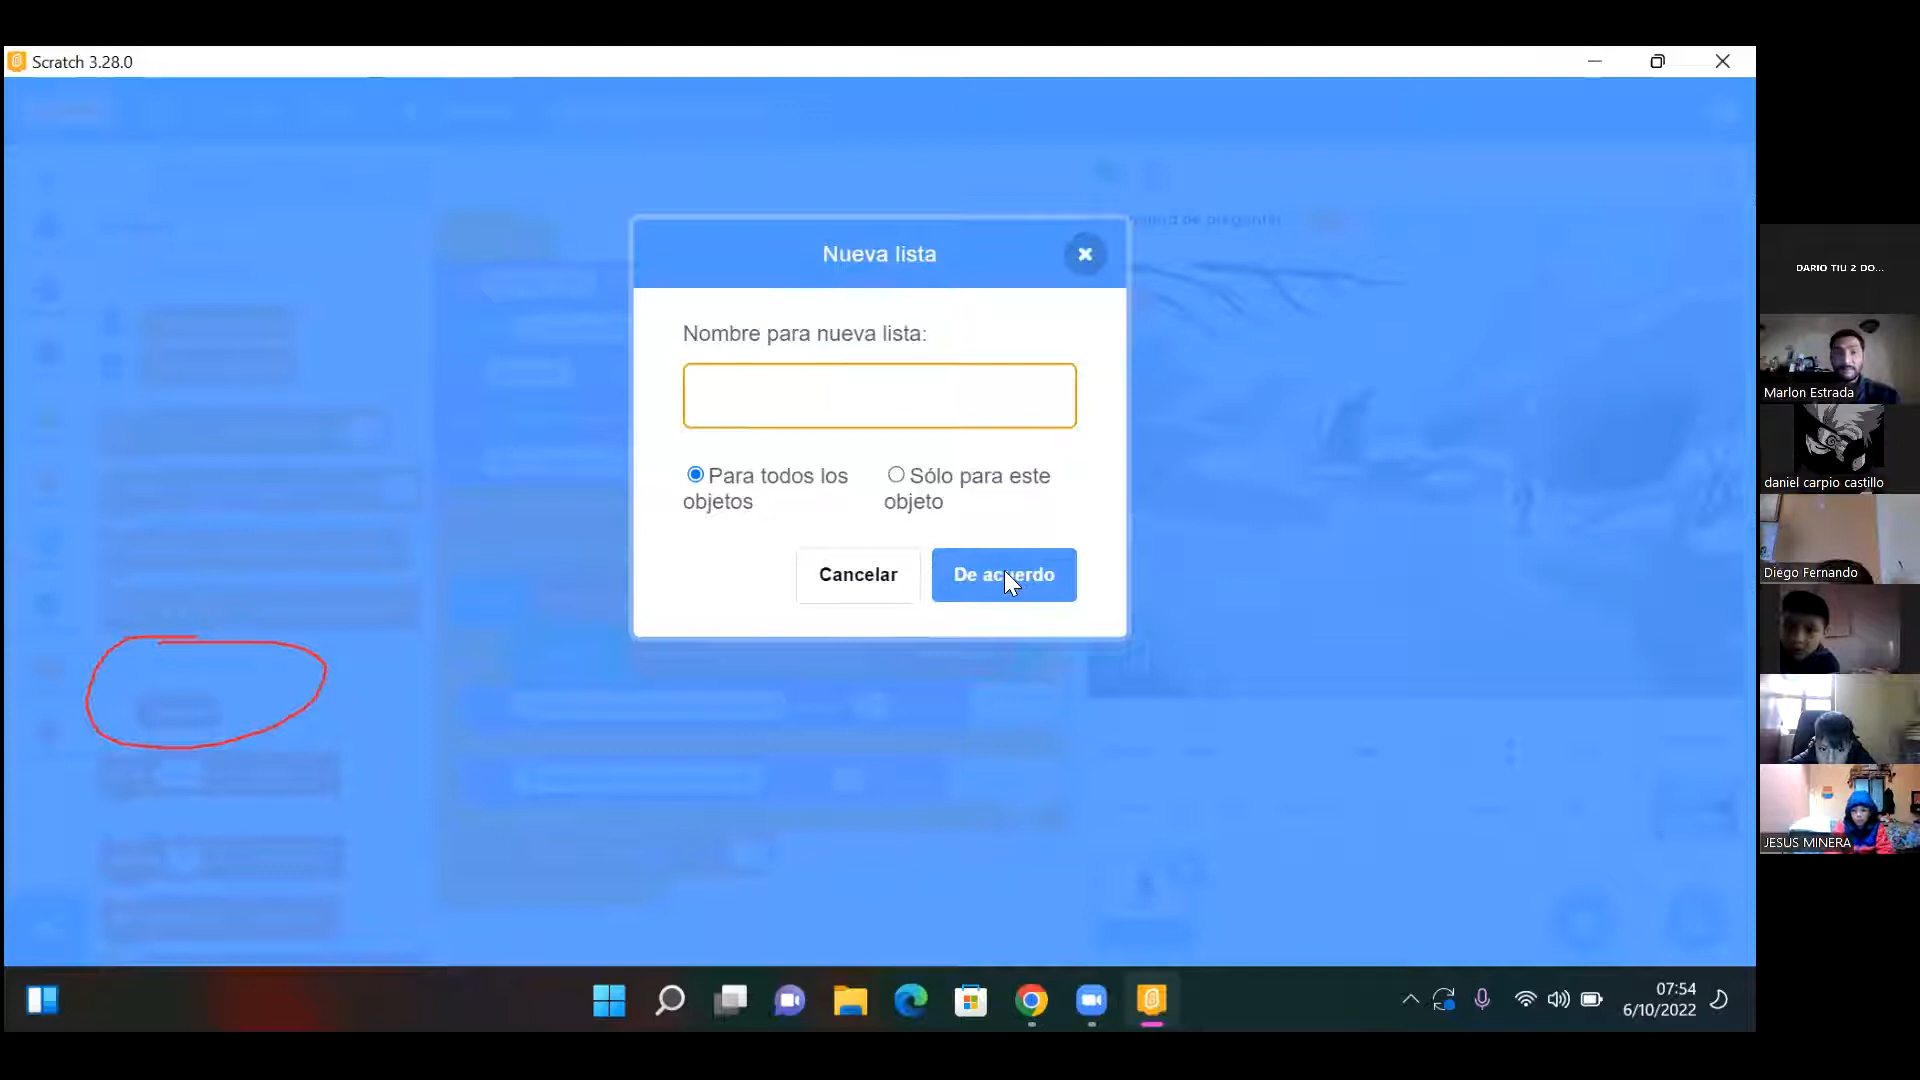 Scratch 3.28.0
Nueva lista
Nombre para nueva lista:
Para todos los objetos
Sólo para este objeto
Cancelar
De acuerdo
DARIO TIU 2 DO...
Marlon Estrada
daniel carpio castillo
Diego Fernando
JESUS MINERA
07:54
6/10/2022